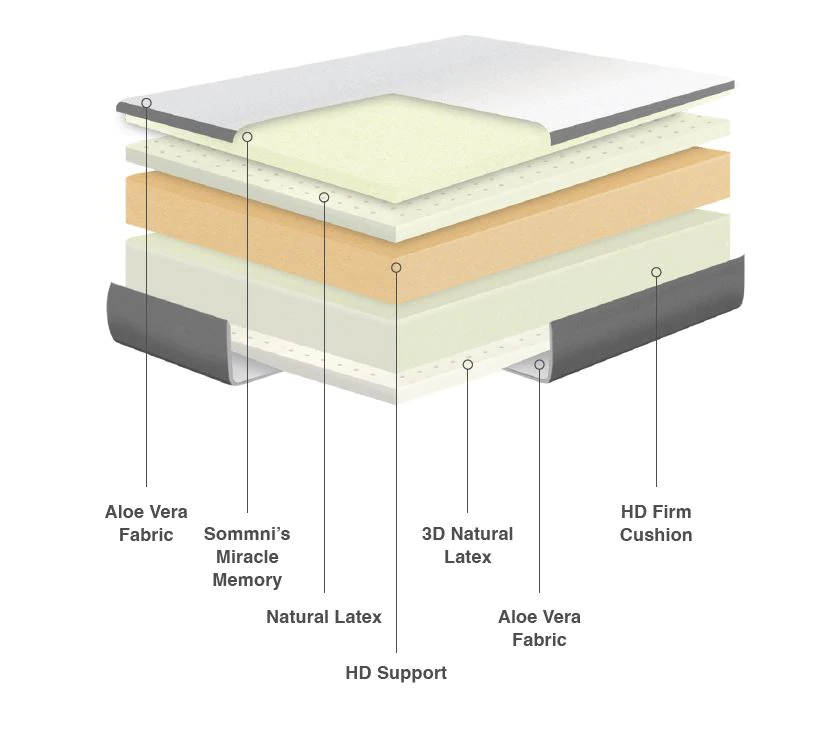 Aloe Vera
Fabric
Sommni’s
Miracle
Memory
Natural Latex
HD Support
3D Natural
Latex
Aloe Vera
Fabric
HD Firm
Cushion